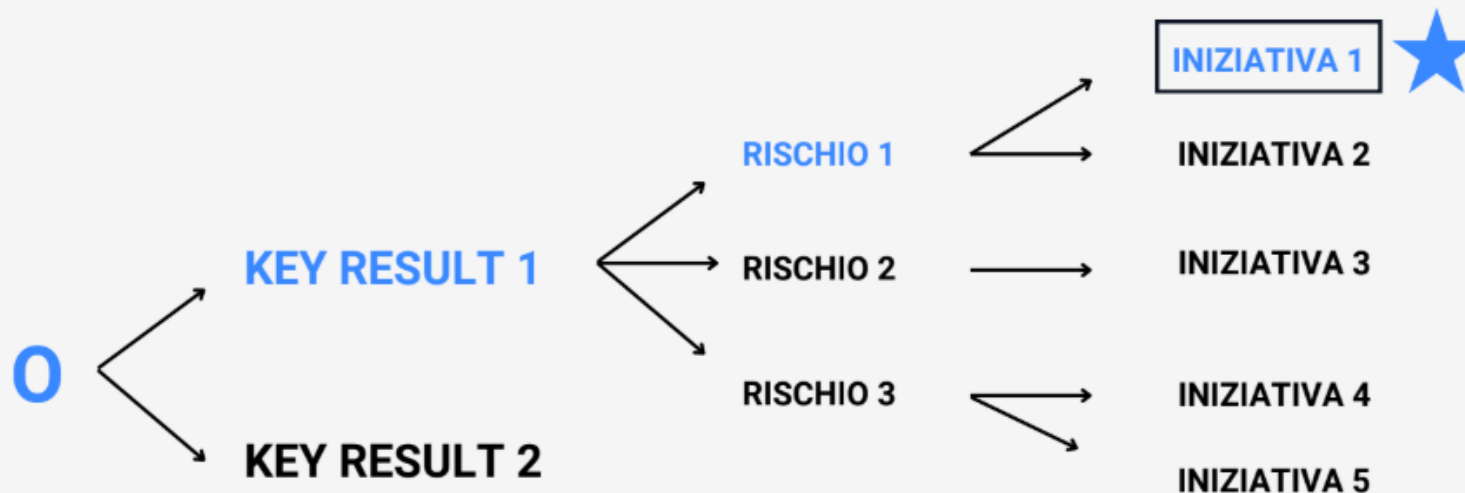 INIZIATIVA 1
RISCHIO 1
INIZIATIVA 2
KEY RESULT 1
RISCHIO 2
INIZIATIVA 3
O
RISCHIO 3
INIZIATIVA 4
KEY RESULT 2
INIZIATIVA 5